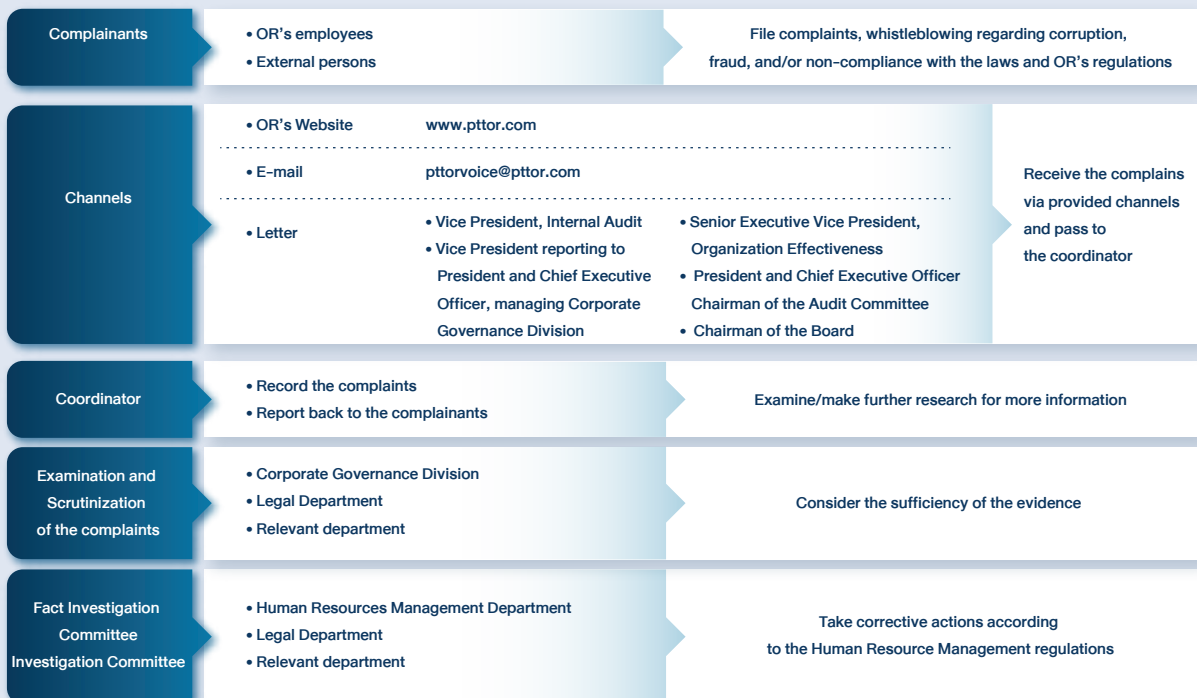 Complainants
• OR's employees
• External persons
File complaints, whistleblowing regarding corruption,
fraud, and/or non-compliance with the laws and OR's regulations
Channels
• OR's Website
www.pttor.com
• E-mail
pttorvoice@pttor.com
• Letter
• Vice President, Internal Audit
• Vice President reporting to
President and Chief Executive
Officer, managing Corporate
Governance Division
• Senior Executive Vice President,
Organization Effectiveness
• President and Chief Executive Officer
Chairman of the Audit Committee
• Chairman of the Board
Receive the complains
via provided channels
and pass to
the coordinator
Coordinator
• Record the complaints
• Report back to the complainants
Examine/make further research for more information
Examination and
Scrutinization
of the complaints
• Corporate Governance Division
• Legal Department
• Relevant department
Consider the sufficiency of the evidence
Fact Investigation
Committee
Investigation Committee
• Human Resources Management Department
• Legal Department
• Relevant department
Take corrective actions according
to the Human Resource Management regulations